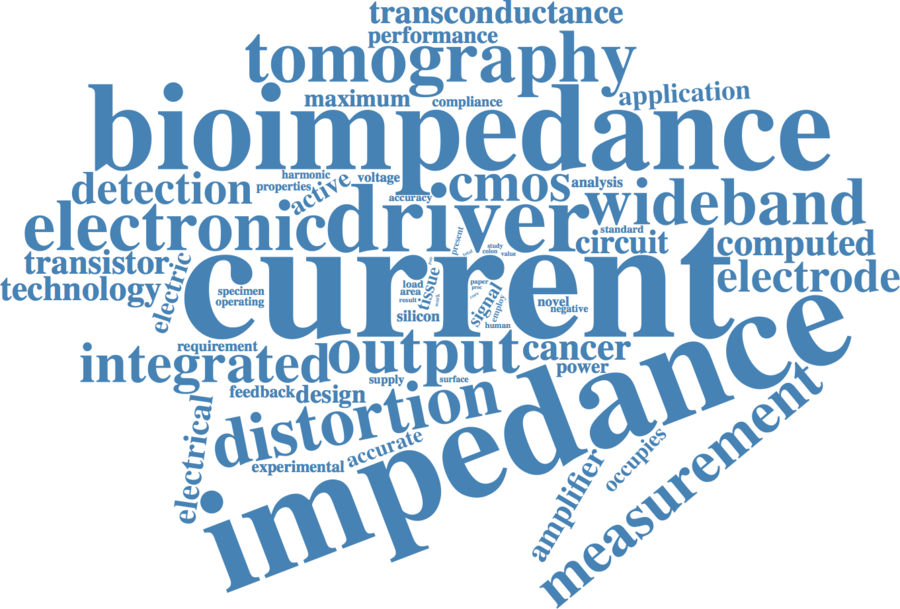 transconductance
performance
tomography
maximum
compliance
application
bioimpedance
harmonic
properties
active
voltage
accuracy
cmos
analysis
detection
wideband
electronic
driver
standard
circuit
computed
transistor
technology
electric
electrode
present
study
colon
value
total
current
specimen
operating
load
area
result
tissue
work
silicon
paper
proc
signal
employ
human
novel
negative
requirement
integrated
output
cancer
power
supply
surface
feedback
design
distortion
impedance
electrical
experimental
accurate
amplifier
occupies
measurement